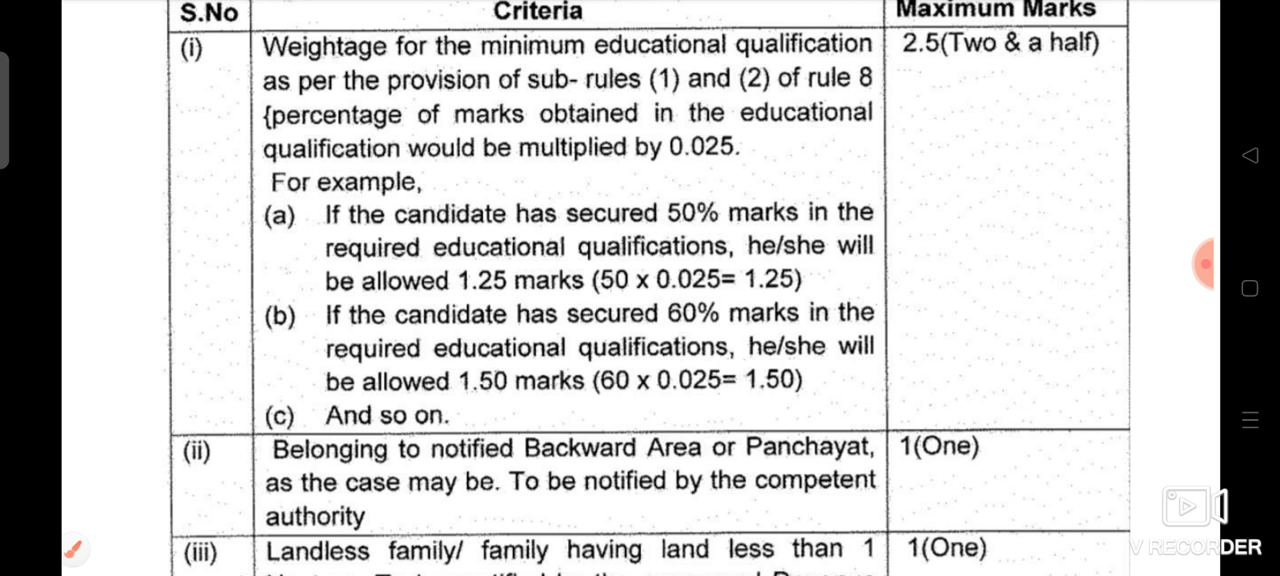 S.No Criteria Maximum Marks
(i) Weightage for the minimum educational qualification 2.5(Two & a half)
as per the provision of sub- rules (1) and (2) of rule 8
{percentage of marks obtained in the educational
qualification would be multiplied by 0.025.
For example,
(a) If the candidate has secured 50% marks in the
required educational qualifications, he/she will
be allowed 1.25 marks (50 x 0.025= 1.25)
(b) If the candidate has secured 60% marks in the
required educational qualifications, he/she will
be allowed 1.50 marks (60 x 0.025= 1.50)
(c) And so on.
(ii) Belonging to notified Backward Area or Panchayat, 1(One)
as the case may be. To be notified by the competent
authority
(iii) Landless family/ family having land less than 1 1(One)
V RECORDER